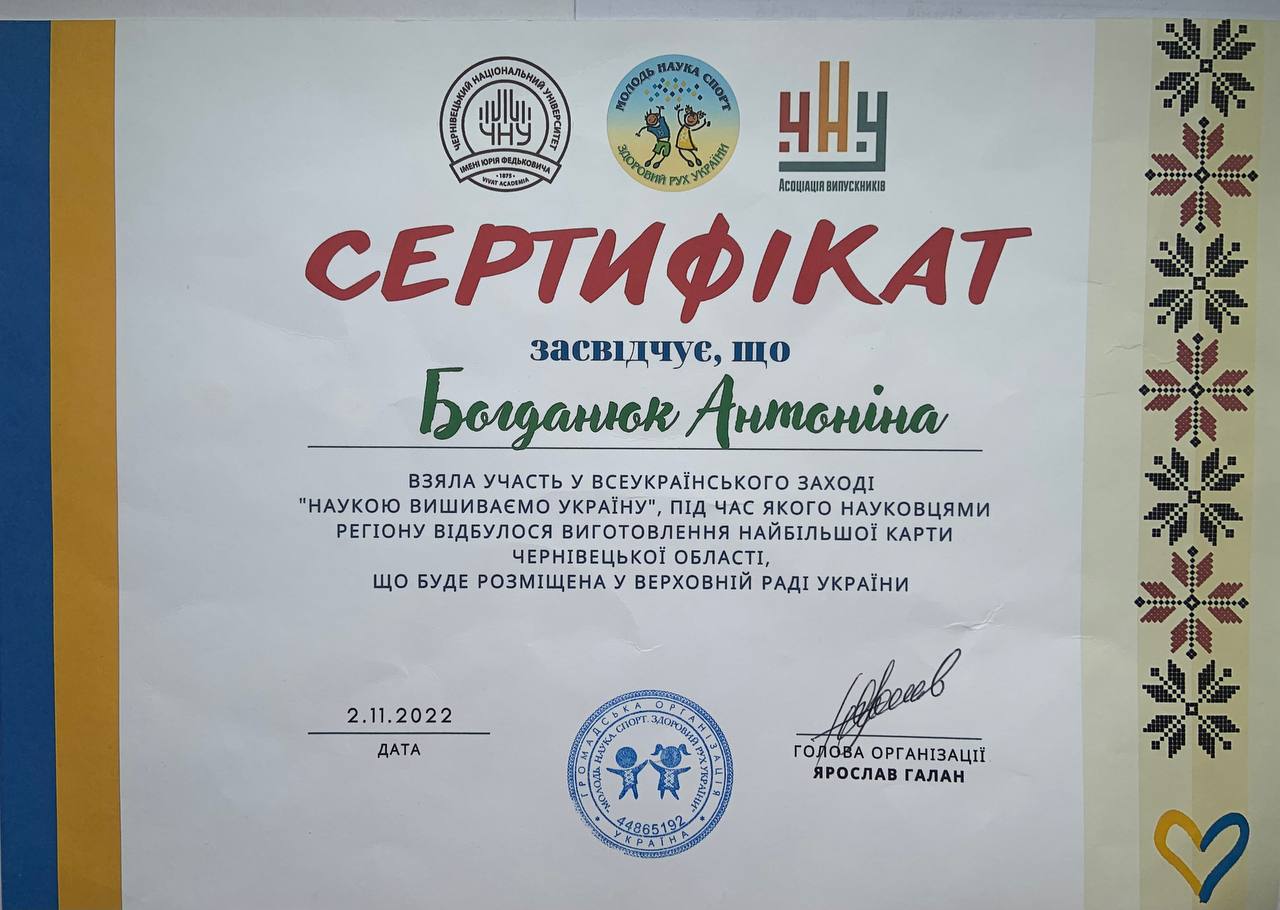 ЧЕРНІВЕЦЬКИЙ НАЦІОНАЛЬНИЙ УНІВЕРСИТЕТ
ЧНУ
ІМЕНІ ЮРІЯ ФЕДЬКОВИЧА
• 1875 •
VIVAT ACADEMIA
МОЛОДЬ НАУКА СПОРТ
ЗДОРОВИЙ РУХ УКРАЇНИ
ЧНУ
АСОЦІАЦІЯ ВИПУСКНИКІВ
СЕРТИФІКАТ
засвідчує, що
Богданюк Антоніна
ВЗЯЛА УЧАСТЬ У ВСЕУКРАЇНСЬКОГО ЗАХОДІ
"НАУКОЮ ВИШИВАЄМО УКРАЇНУ", ПІД ЧАС ЯКОГО НАУКОВЦЯМИ
РЕГІОНУ ВІДБУЛОСЯ ВИГОТОВЛЕННЯ НАЙБІЛЬШОЇ КАРТИ
ЧЕРНІВЕЦЬКОЇ ОБЛАСТІ,
ЩО БУДЕ РОЗМІЩЕНА У ВЕРХОВНІЙ РАДІ УКРАЇНИ
2.11.2022
ДАТА
ГРОМАДСЬКА ОРГАНІЗАЦІЯ
"МОЛОДЬ. НАУКА. СПОРТ. ЗДОРОВИЙ РУХ УКРАЇНИ"
44865192
* УКРАЇНА *
ГОЛОВА ОРГАНІЗАЦІЇ
ЯРОСЛАВ ГАЛАН